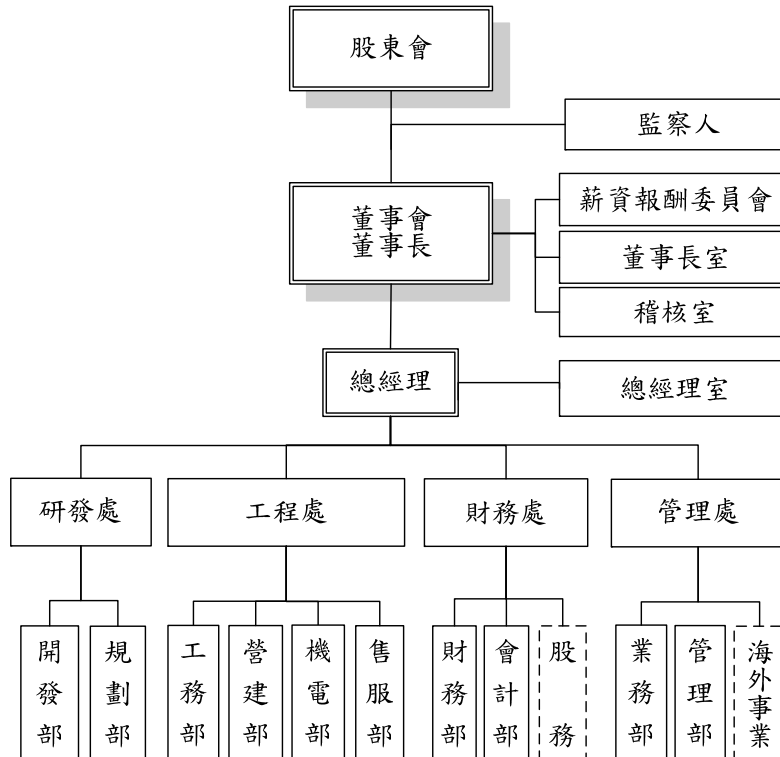 股東會
監察人
董事會
董事長
薪資報酬委員會
董事長室
稽核室
總經理
總經理室
研發處
工程處
財務處
管理處
開發部
規劃部
工務部
營建部
機電部
售服部
財務部
會計部
股務
業務部
管理部
海外事業